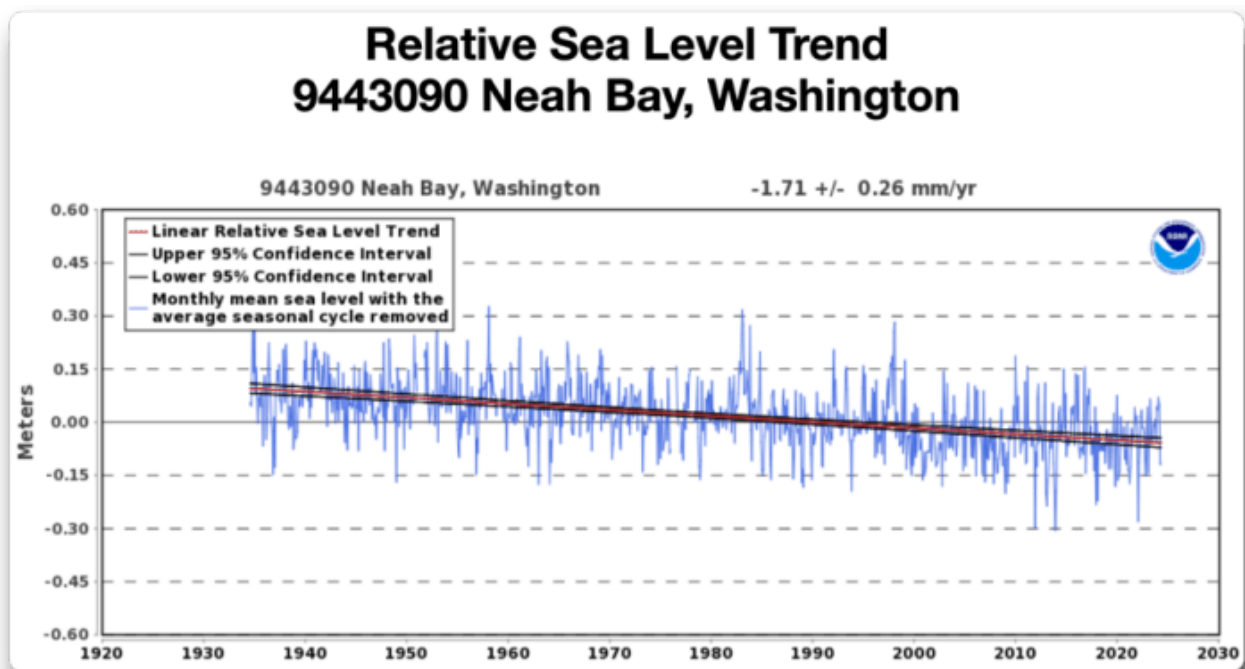 Relative Sea Level Trend
9443090 Neah Bay, Washington
9443090 Neah Bay, Washington -1.71 +/- 0.26 mm/yr
0.60
0.45
0.30
0.15
0.00
-0.15
-0.30
-0.45
-0.60
Meters
Linear Relative Sea Level Trend
Upper 95% Confidence Interval
Lower 95% Confidence Interval
Monthly mean sea level with the
average seasonal cycle removed
NOAA
1920 1930 1940 1950 1960 1970 1980 1990 2000 2010 2020 2030